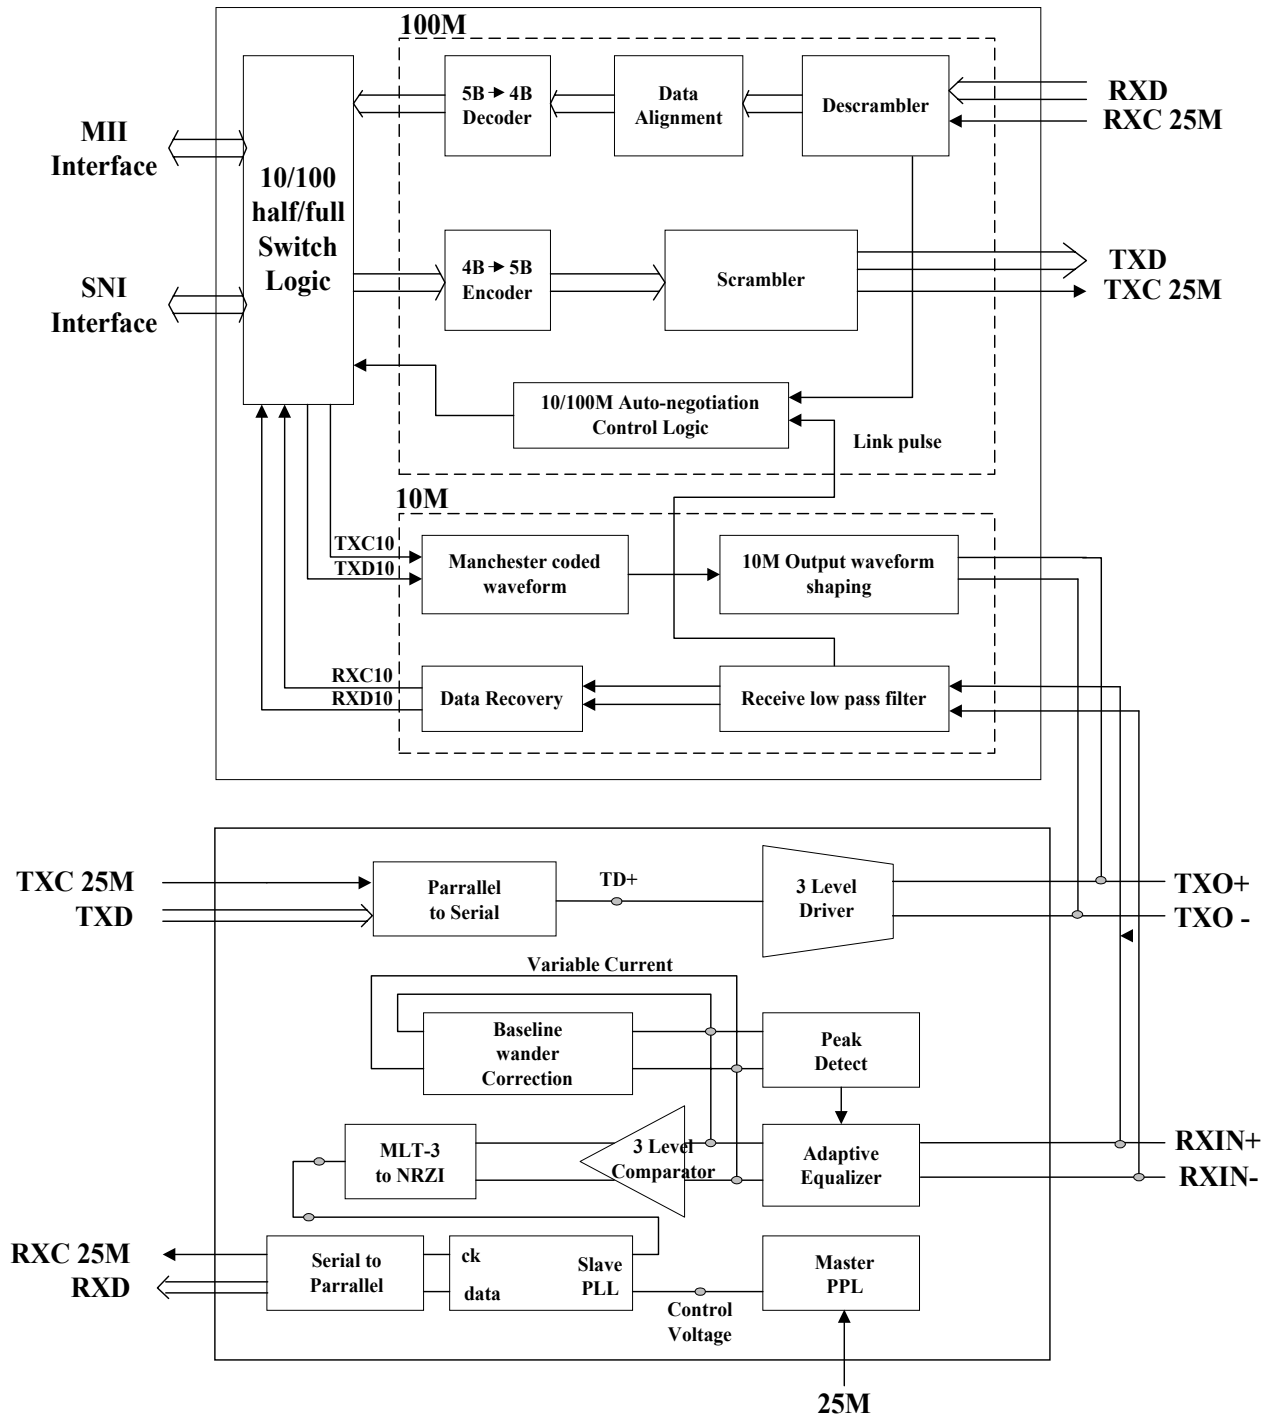 100M
MII
Interface
SNI
Interface
10/100
half/full
Switch
Logic
5B → 4B
Decoder
Data
Alignment
Descrambler
RXD
RXC 25M
4B → 5B
Encoder
Scrambler
TXD
TXC 25M
10/100M Auto-negotiation
Control Logic
Link pulse
10M
TXC10
TXD10
Manchester coded
waveform
10M Output waveform
shaping
RXC10
RXD10
Data Recovery
Receive low pass filter
TXC 25M
TXD
Parrallel
to Serial
TD+
3 Level
Driver
TXO+
TXO -
Variable Current
Baseline
wander
Correction
Peak
Detect
MLT-3
to NRZI
3 Level
Comparator
Adaptive
Equalizer
RXIN+
RXIN-
RXC 25M
RXD
Serial to
Parrallel
ck
data
Slave
PLL
Control
Voltage
Master
PPL
25M